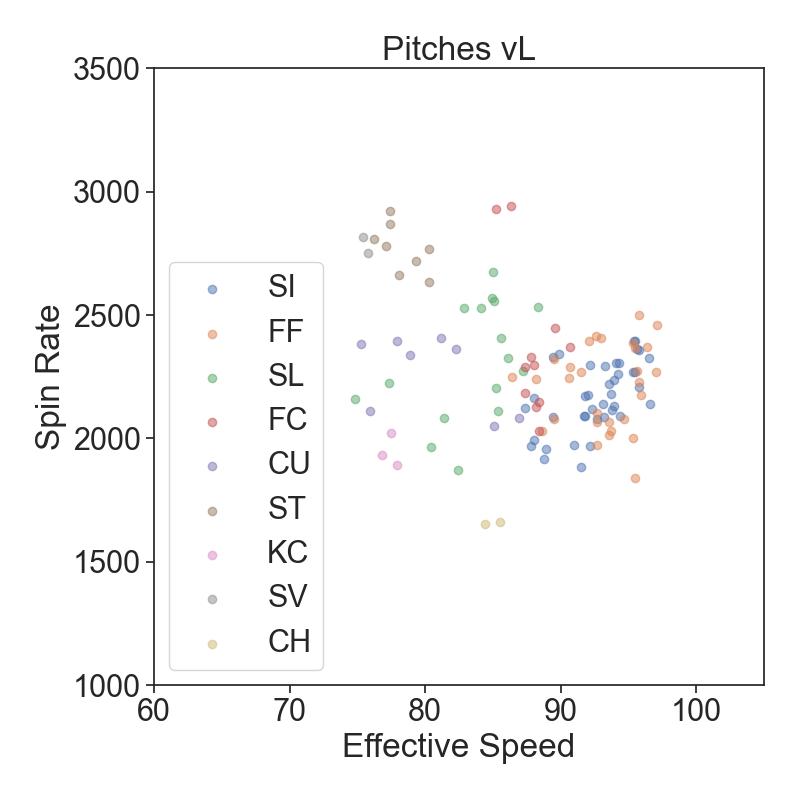 Pitches vL
3500
3000
2500
2000
1500
1000
Spin Rate
SI
FF
SL
FC
CU
ST
KC
SV
CH
60 70 80 90 100
Effective Speed